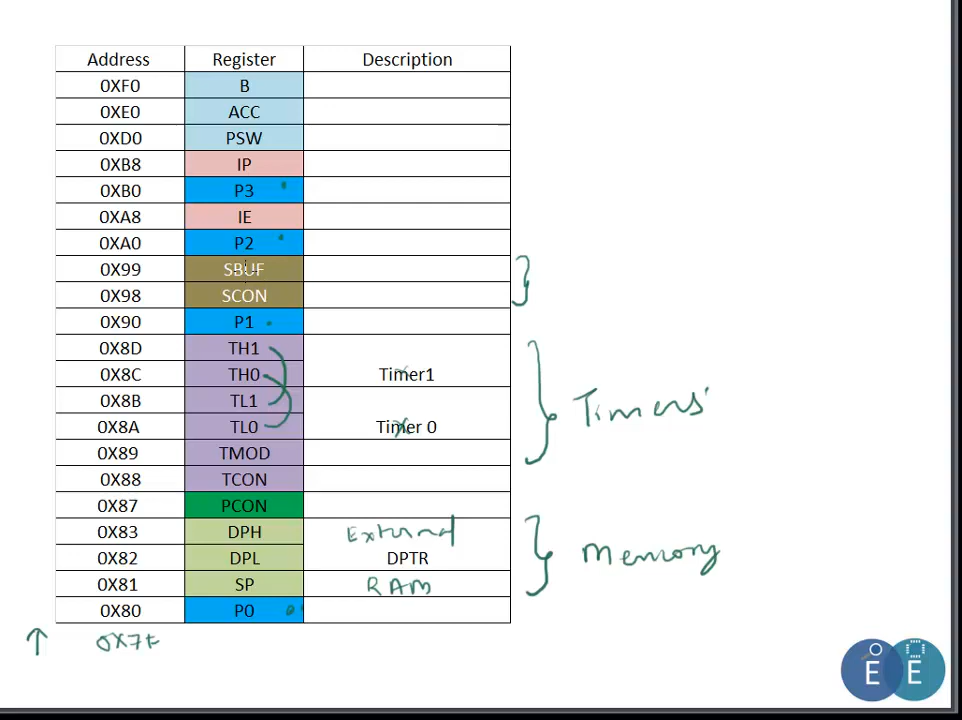 Address Register Description
0XF0 B
0XE0 ACC
0XD0 PSW
0XB8 IP
0XB0 P3
0XA8 IE
0XA0 P2
0X99 SBUF
0X98 SCON
0X90 P1
0X8D TH1
0X8C TH0 Timer1
0X8B TL1
0X8A TL0 Timer 0
Timers
0X89 TMOD
0X88 TCON
0X87 PCON
0X83 DPH External
0X82 DPL DPTR
Memory
0X81 SP RAM
0X80 P0
0X7F
E E